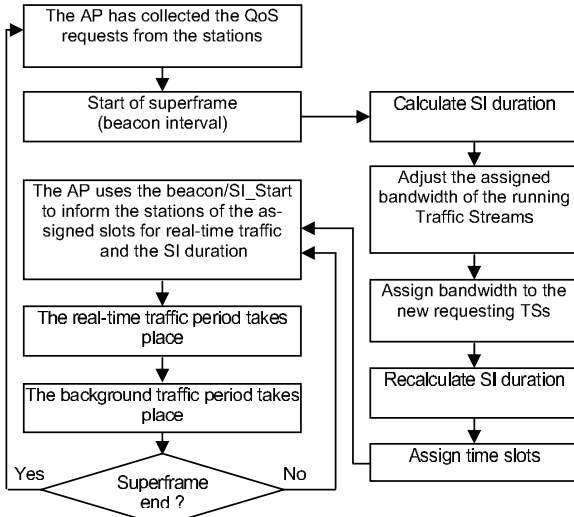 The AP has collected the QoS
requests from the stations
Start of superframe
(beacon interval)
Calculate SI duration
Adjust the assigned
bandwidth of the running
Traffic Streams
Assign bandwidth to the
new requesting TSs
Recalculate SI duration
Assign time slots
The AP uses the beacon/SI_Start
to inform the stations of the as-
signed slots for real-time traffic
and the SI duration
The real-time traffic period takes
place
The background traffic period takes
place
Yes
Superframe
end ?
No